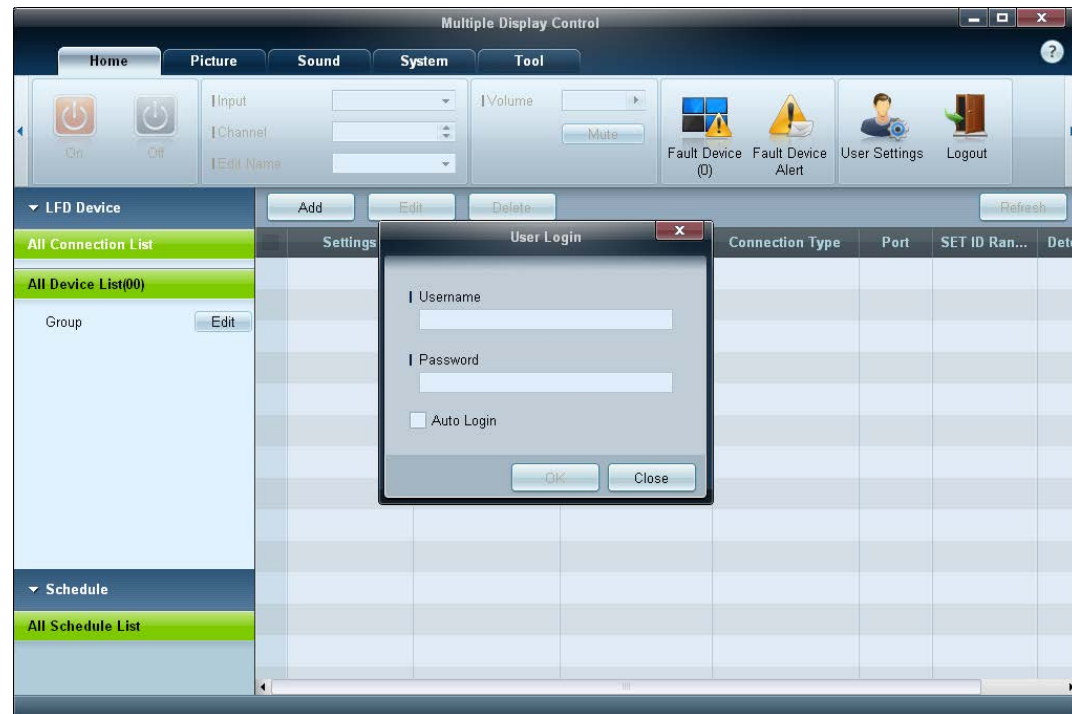 Multiple Display Control
Home Picture Sound System Tool
Input
Channel
Edit Name
On Off
Volume
Mute
Fault Device (0)
Fault Device Alert
User Settings
Logout
LFD Device
Add Edit Delete Refresh
All Connection List
Settings Connection Type Port SET ID Ran... Dete
All Device List(00)
Group Edit
User Login
Username
Password
Auto Login
OK Close
Schedule
All Schedule List